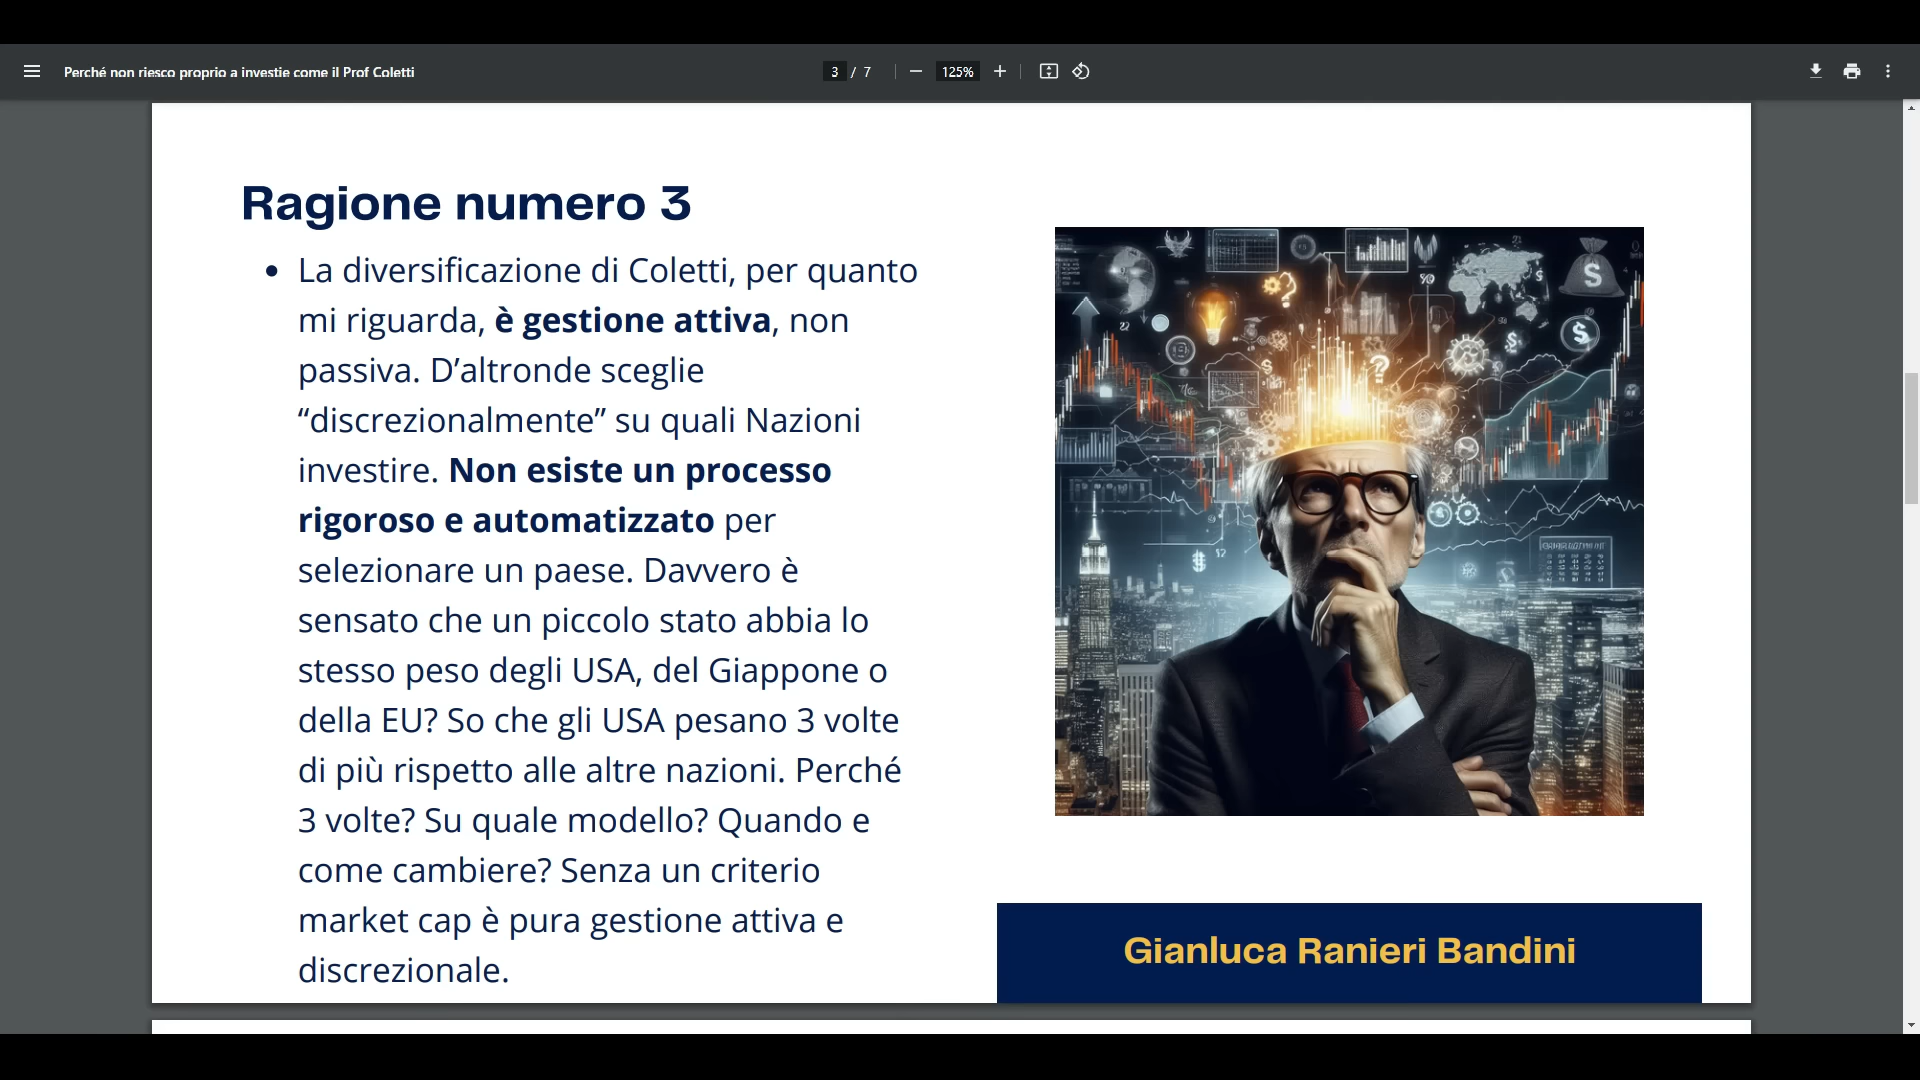 Perché non riesco proprio a investie come il Prof Coletti
3 / 7
125%
Ragione numero 3
• La diversificazione di Coletti, per quanto
mi riguarda, è gestione attiva, non
passiva. D’altronde sceglie
“discrezionalmente” su quali Nazioni
investire. Non esiste un processo
rigoroso e automatizzato per
selezionare un paese. Davvero è
sensato che un piccolo stato abbia lo
stesso peso degli USA, del Giappone o
della EU? So che gli USA pesano 3 volte
di più rispetto alle altre nazioni. Perché
3 volte? Su quale modello? Quando e
come cambiere? Senza un criterio
market cap è pura gestione attiva e
discrezionale.
Gianluca Ranieri Bandini